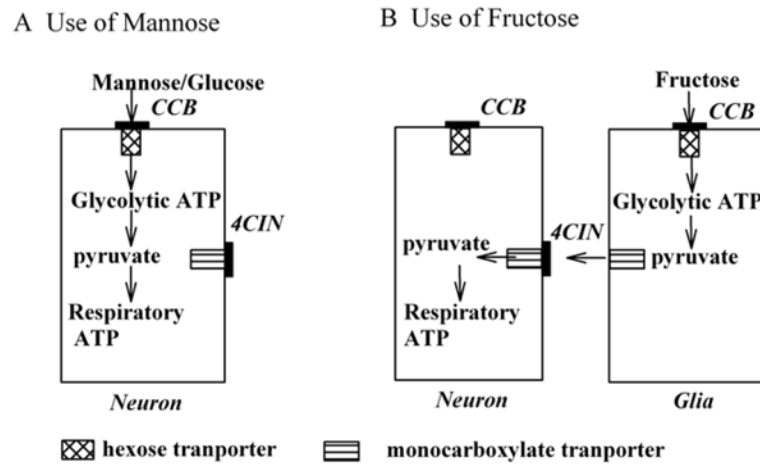 A Use of Mannose
B Use of Fructose
Mannose/Glucose
CCB
Glycolytic ATP
4CIN
pyruvate
Respiratory
ATP
Neuron
CCB
4CIN
pyruvate
Respiratory
ATP
Neuron
Fructose
CCB
Glycolytic ATP
pyruvate
Glia
hexose tranporter
monocarboxylate tranporter